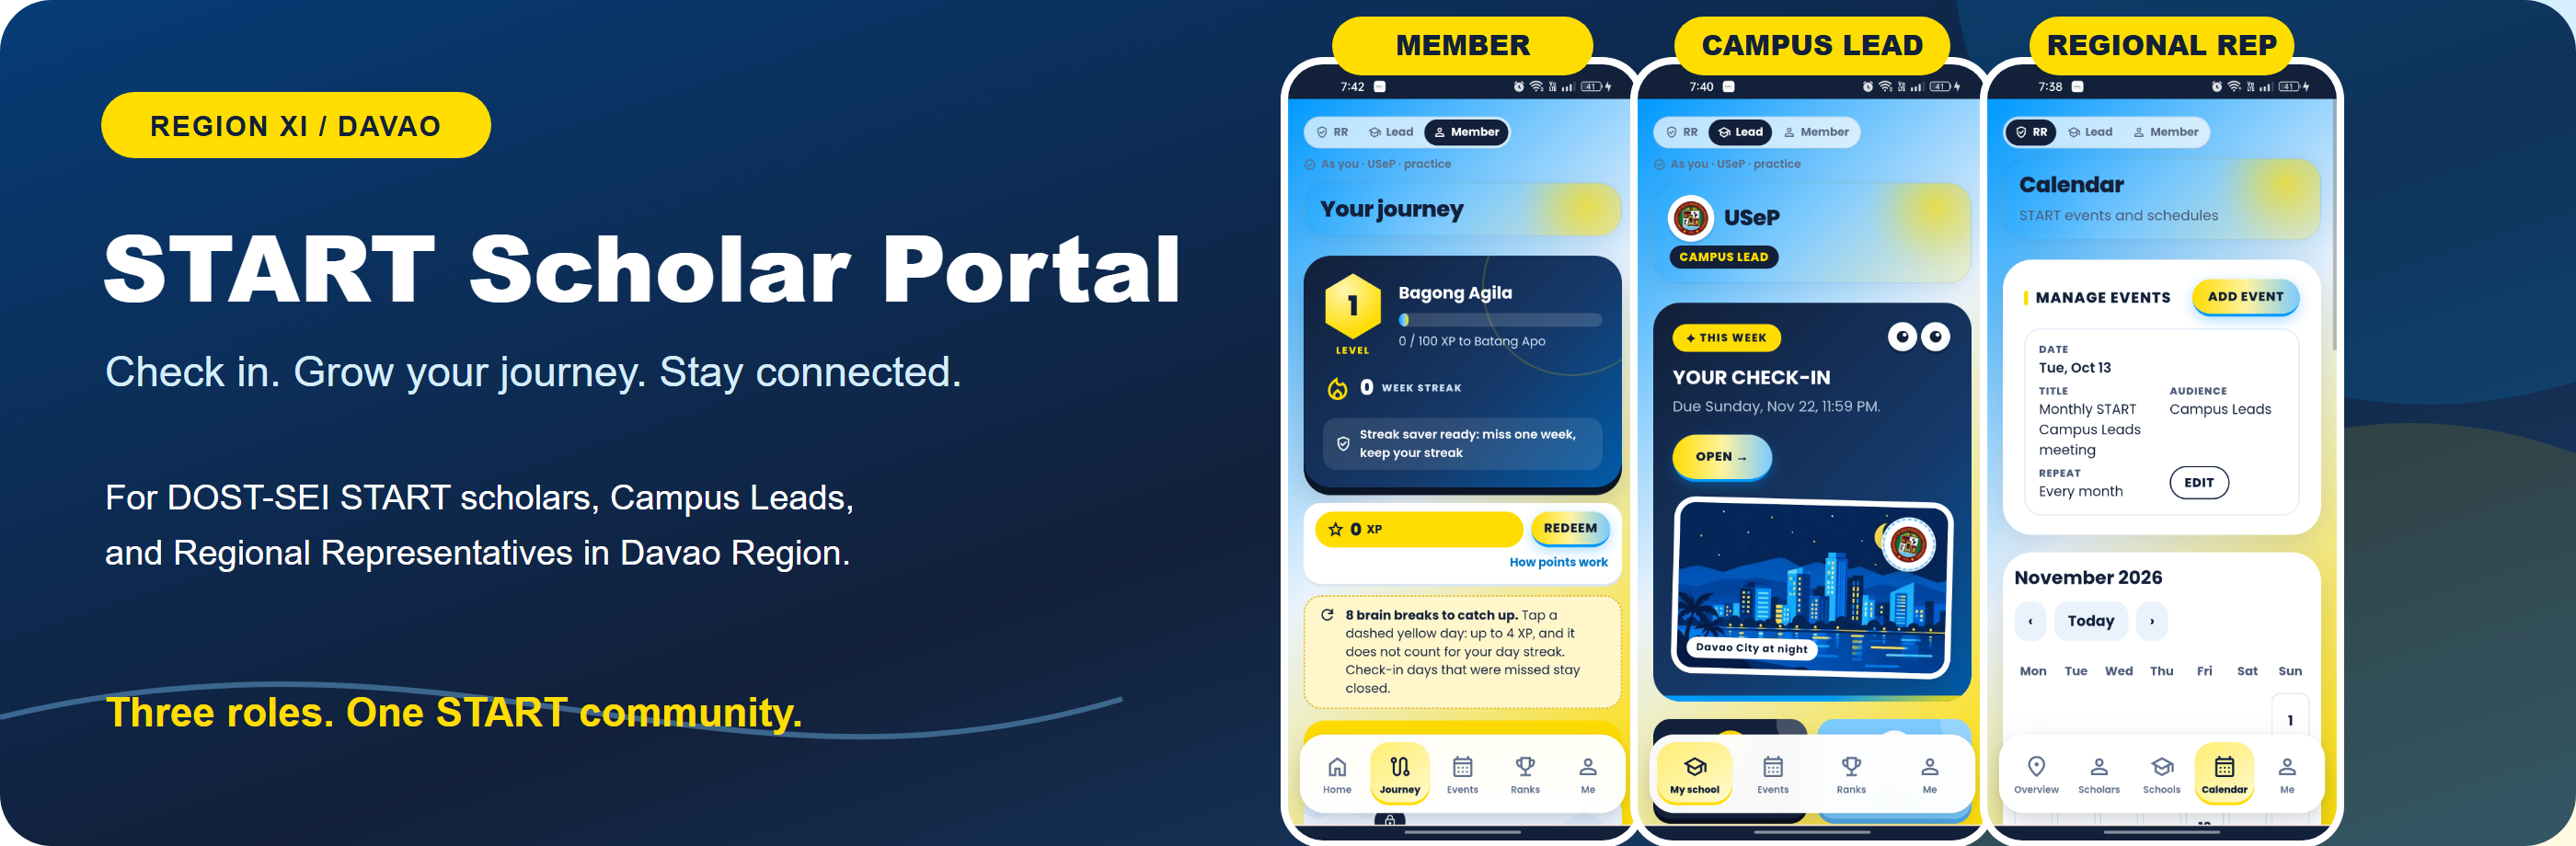 REGION XI / DAVAO
START Scholar Portal
Check in. Grow your journey. Stay connected.
For DOST-SEI START scholars, Campus Leads,
and Regional Representatives in Davao Region.
Three roles. One START community.
MEMBER
7:42
41
RR
Lead
Member
As you · USeP · practice
Your journey
1
LEVEL
Bagong Agila
0 / 100 XP to Batang Apo
0 WEEK STREAK
Streak saver ready: miss one week,
keep your streak
0 XP
REDEEM
How points work
8 brain breaks to catch up. Tap a
dashed yellow day: up to 4 XP, and it
does not count for your day streak.
Check-in days that were missed stay
closed.
Home
Journey
Events
Ranks
Me
CAMPUS LEAD
7:40
41
RR
Lead
Member
As you · USeP · practice
USeP
CAMPUS LEAD
✦ THIS WEEK
YOUR CHECK-IN
Due Sunday, Nov 22, 11:59 PM.
OPEN →
Davao City at night
My school
Events
Ranks
Me
REGIONAL REP
7:38
41
RR
Lead
Member
Calendar
START events and schedules
MANAGE EVENTS
ADD EVENT
DATE
Tue, Oct 13
TITLE
Monthly START
Campus Leads
meeting
AUDIENCE
Campus Leads
REPEAT
Every month
EDIT
November 2026
‹
Today
›
Mon
Tue
Wed
Thu
Fri
Sat
Sun
1
Overview
Scholars
Schools
Calendar
Me